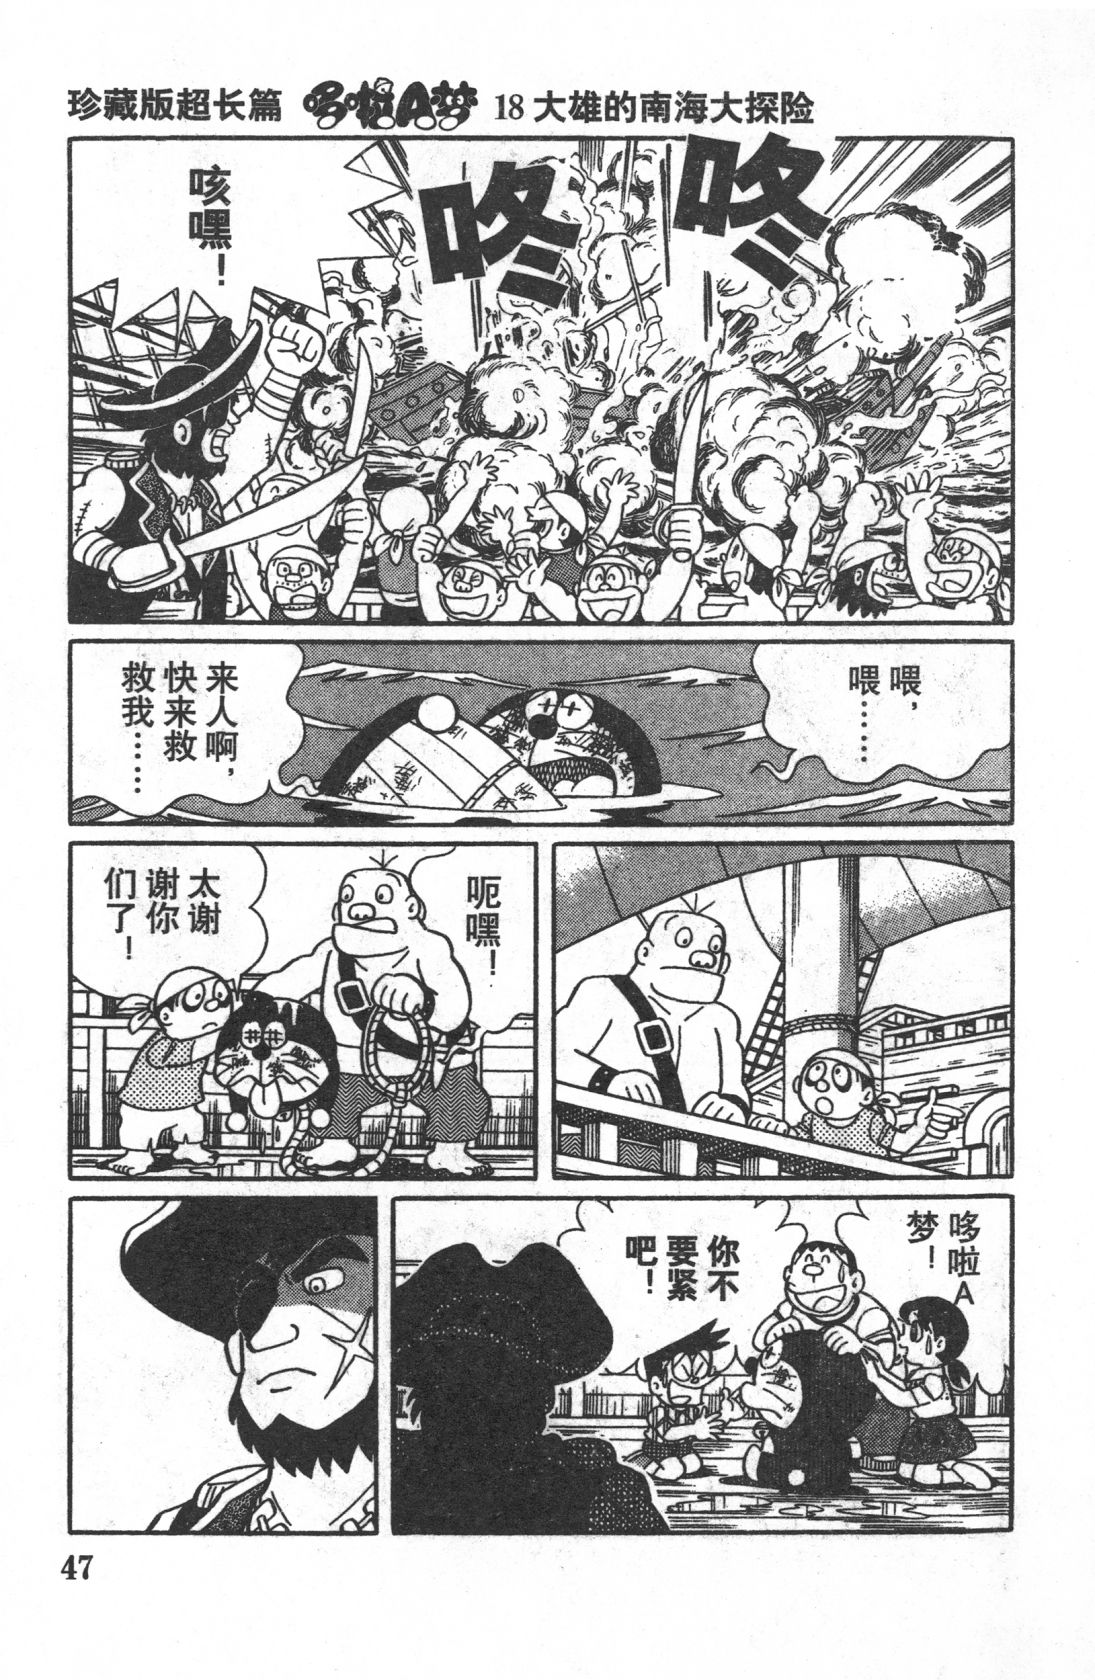 珍藏版超长篇 哆啦A梦 18 大雄的南海大探险
咚
咚
咳嘿！
喂，
喂……
来人啊，
快来救
救我……
呃嘿！
太谢
谢你
们了！
哆啦A
梦！
你不
要紧
吧！
47